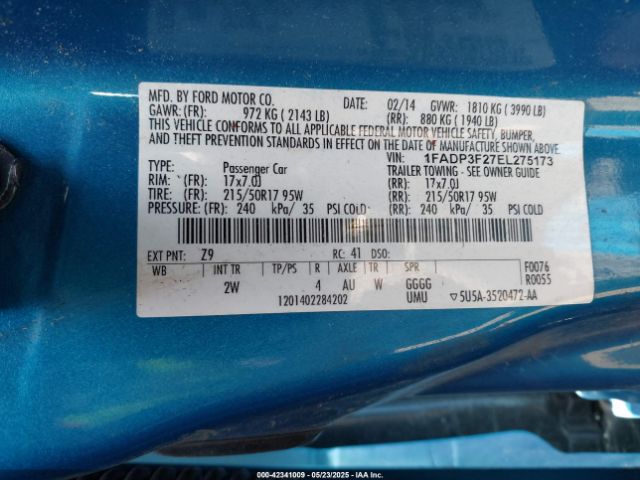 MFD. BY FORD MOTOR CO. DATE: 02/14 GVWR: 1810 KG ( 3990 LB)
GAWR: (FR): 972 KG ( 2143 LB) (RR): 880 KG ( 1940 LB)
THIS VEHICLE CONFORMS TO ALL APPLICABLE FEDERAL MOTOR VEHICLE SAFETY, BUMPER,
AND THEFT PREVENTION STANDARDS IN EFFECT ON THE DATE OF MANUFACTURE SHOWN ABOVE.
VIN: 1FADP3F27EL275173
TYPE: Passenger Car TRAILER TOWING - SEE OWNER GUIDE
RIM: (FR): 17x7.0J (RR): 17x7.0J
TIRE: (FR): 215/50R17 95W (RR): 215/50R17 95W
PRESSURE: (FR): 240 kPa/ 35 PSI COLD (RR): 240 kPa/ 35 PSI COLD
EXT PNT: Z9 RC: 41 DSO:
WB INT TR TP/PS R AXLE TR SPR F0076
2W 4 AU W GGGG R0055
1201402284202 UMU ▽5U5A-3520472-AA
000-42341009 - 05/23/2025 - IAAI.COM